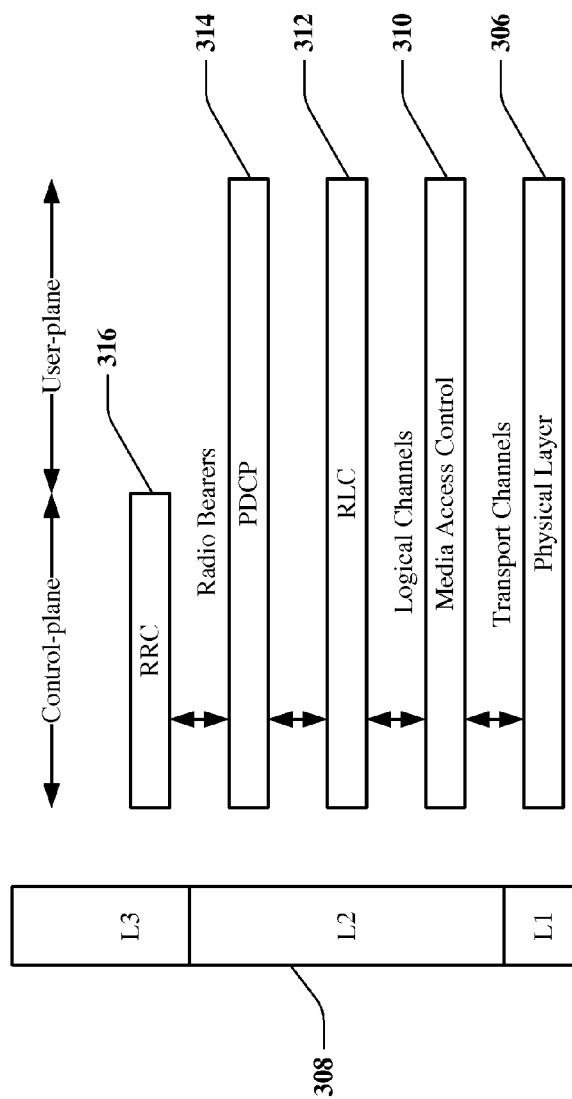 Control-plane
User-plane
316
RRC
L3
Radio Bearers
314
PDCP
312
RLC
L2
308
Logical Channels
310
Media Access Control
Transport Channels
306
Physical Layer
L1